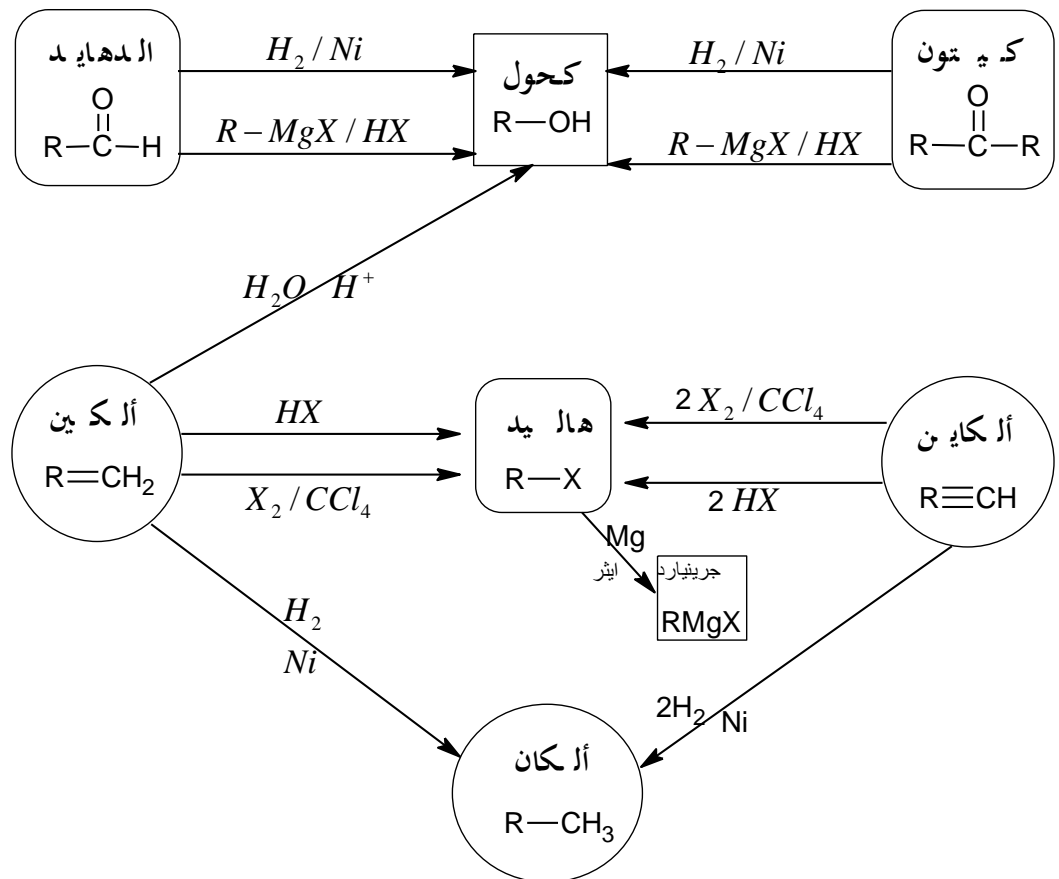 الدهايد
O
R—C—H
H₂ / Ni
R – MgX / HX
كحول
R—OH
H₂ / Ni
R – MgX / HX
كيتون
O
R—C—R
H₂O H⁺
ألكين
R=CH₂
HX
X₂ / CCl₄
هاليد
R—X
2 X₂ / CCl₄
2 HX
ألكاين
R≡CH
Mg
ايثر
جرينيارد
RMgX
H₂
Ni
2H₂ Ni
ألكان
R—CH₃